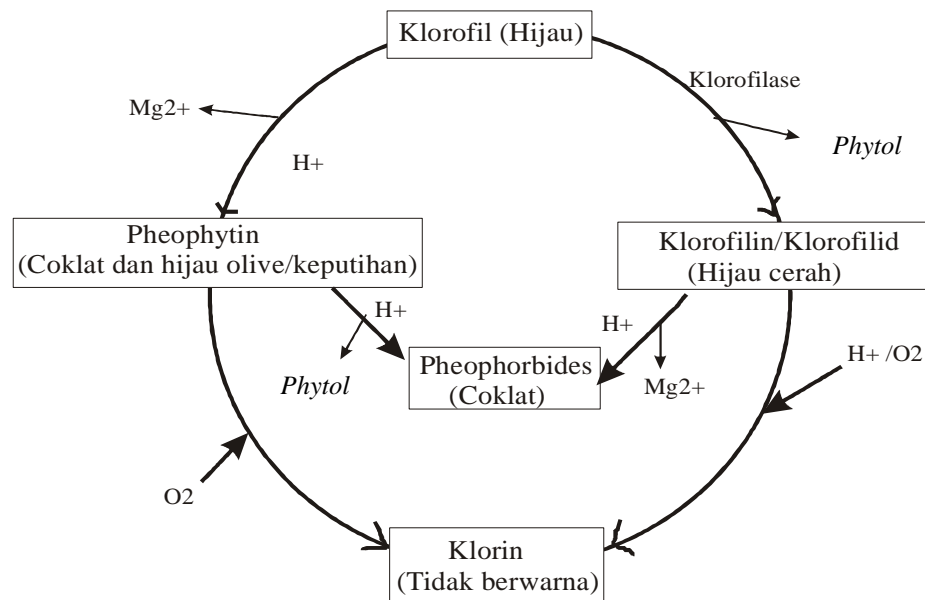 Klorofil (Hijau)
Klorofilase
Mg2+
Phytol
H+
Pheophytin
(Coklat dan hijau olive/keputihan)
Klorofilin/Klorofilid
(Hijau cerah)
H+
H+
Phytol
Pheophorbides
(Coklat)
Mg2+
H+ /O2
O2
Klorin
(Tidak berwarna)